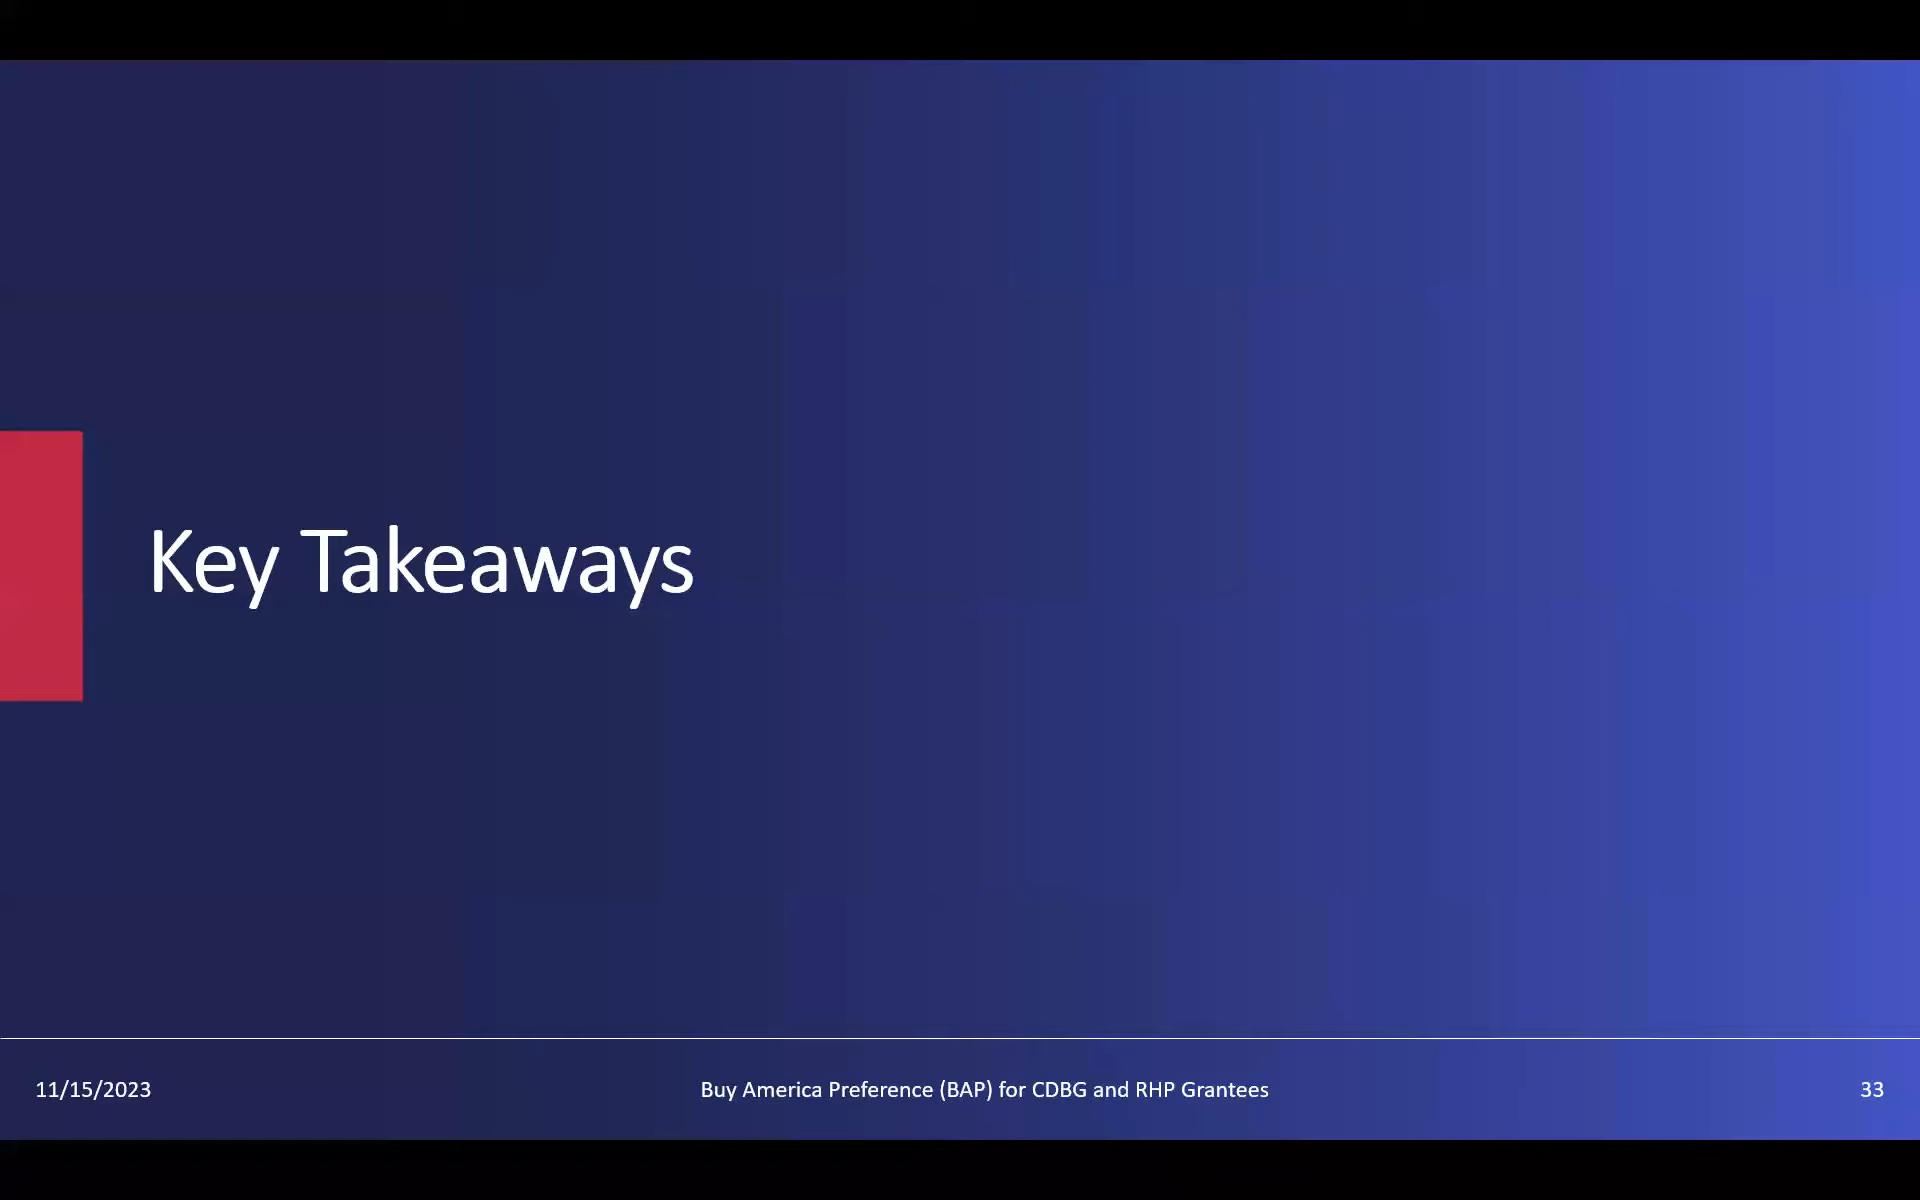 Key Takeaways
11/15/2023
Buy America Preference (BAP) for CDBG and RHP Grantees
33